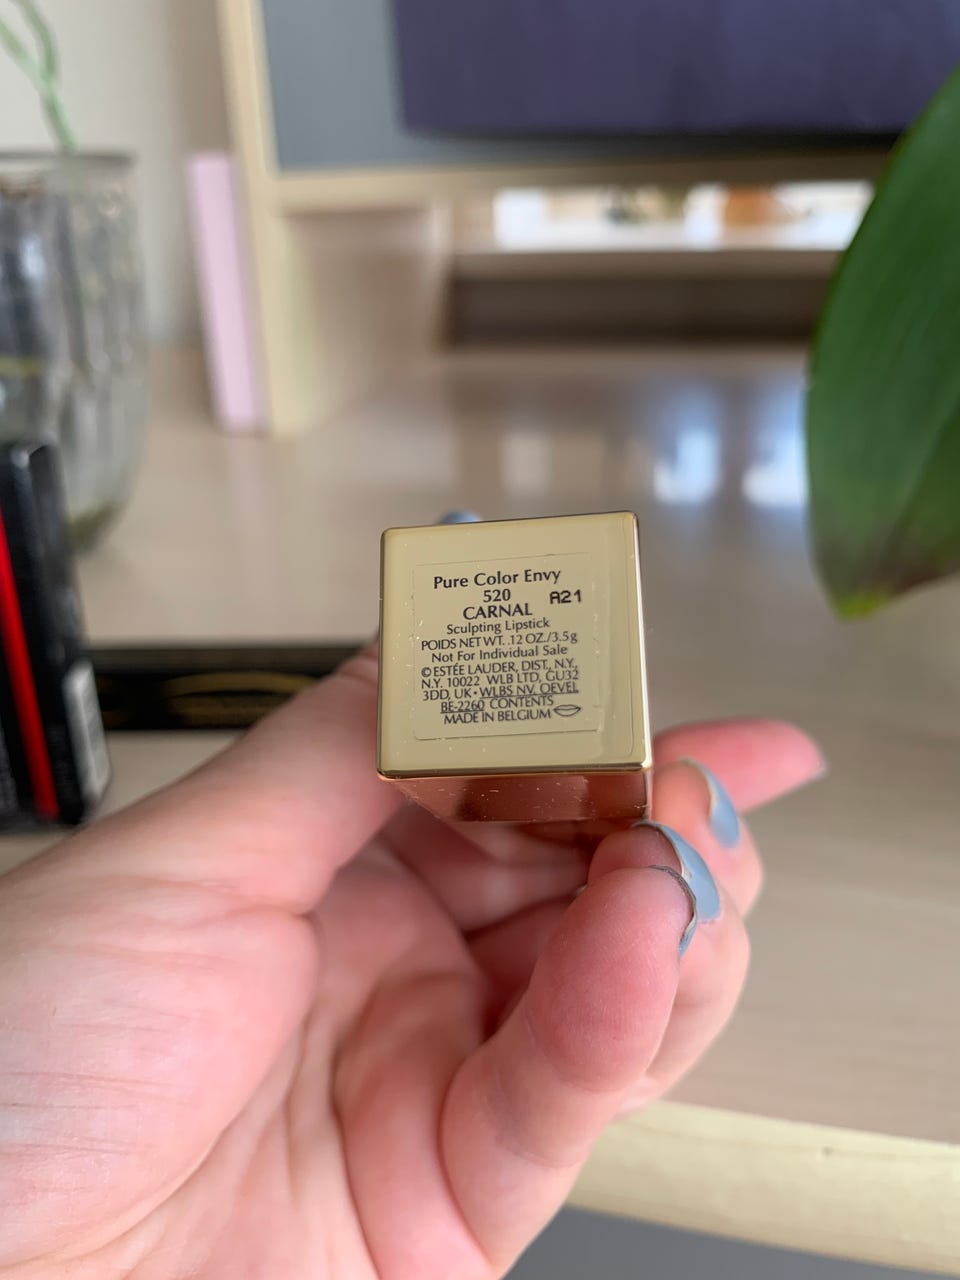 Pure Color Envy
520 A21
CARNAL
Sculpting Lipstick
POIDS NET WT. .12 OZ./3.5g
Not For Individual Sale
©ESTÉE LAUDER, DIST., N.Y.,
N.Y. 10022 WLB LTD, GU32
3DD, UK • WLBS NV, OEVEL
BE-2260 CONTENTS
MADE IN BELGIUM